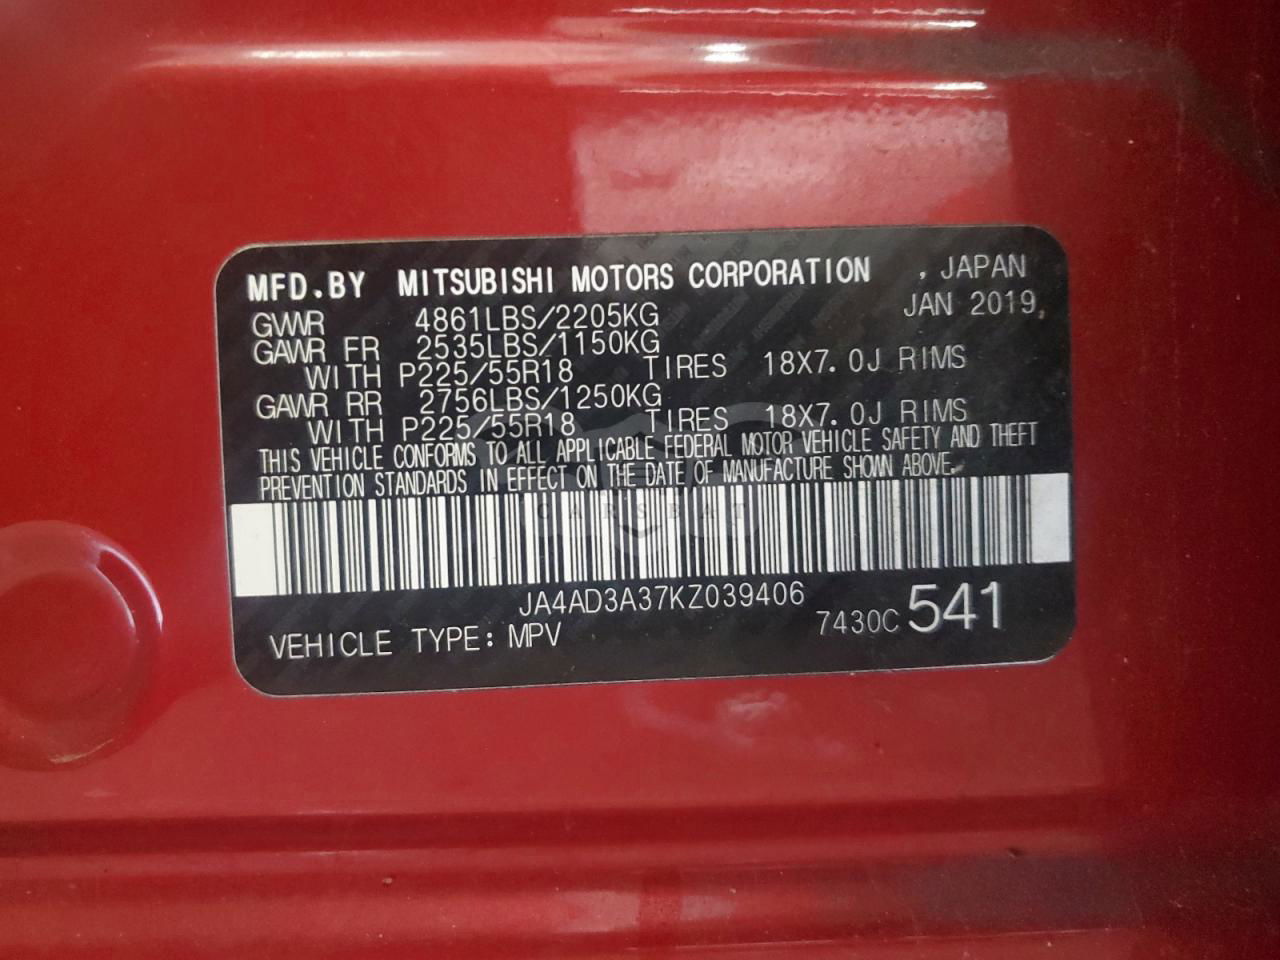 MFD.BY MITSUBISHI MOTORS CORPORATION , JAPAN
GVWR 4861LBS/2205KG JAN 2019,
GAWR FR 2535LBS/1150KG
WITH P225/55R18 TIRES 18X7.0J RIMS
GAWR RR 2756LBS/1250KG
WITH P225/55R18 TIRES 18X7.0J RIMS
THIS VEHICLE CONFORMS TO ALL APPLICABLE FEDERAL MOTOR VEHICLE SAFETY AND THEFT
PREVENTION STANDARDS IN EFFECT ON THE DATE OF MANUFACTURE SHOWN ABOVE.
CARSBAT
JA4AD3A37KZ039406
VEHICLE TYPE: MPV 7430C 541